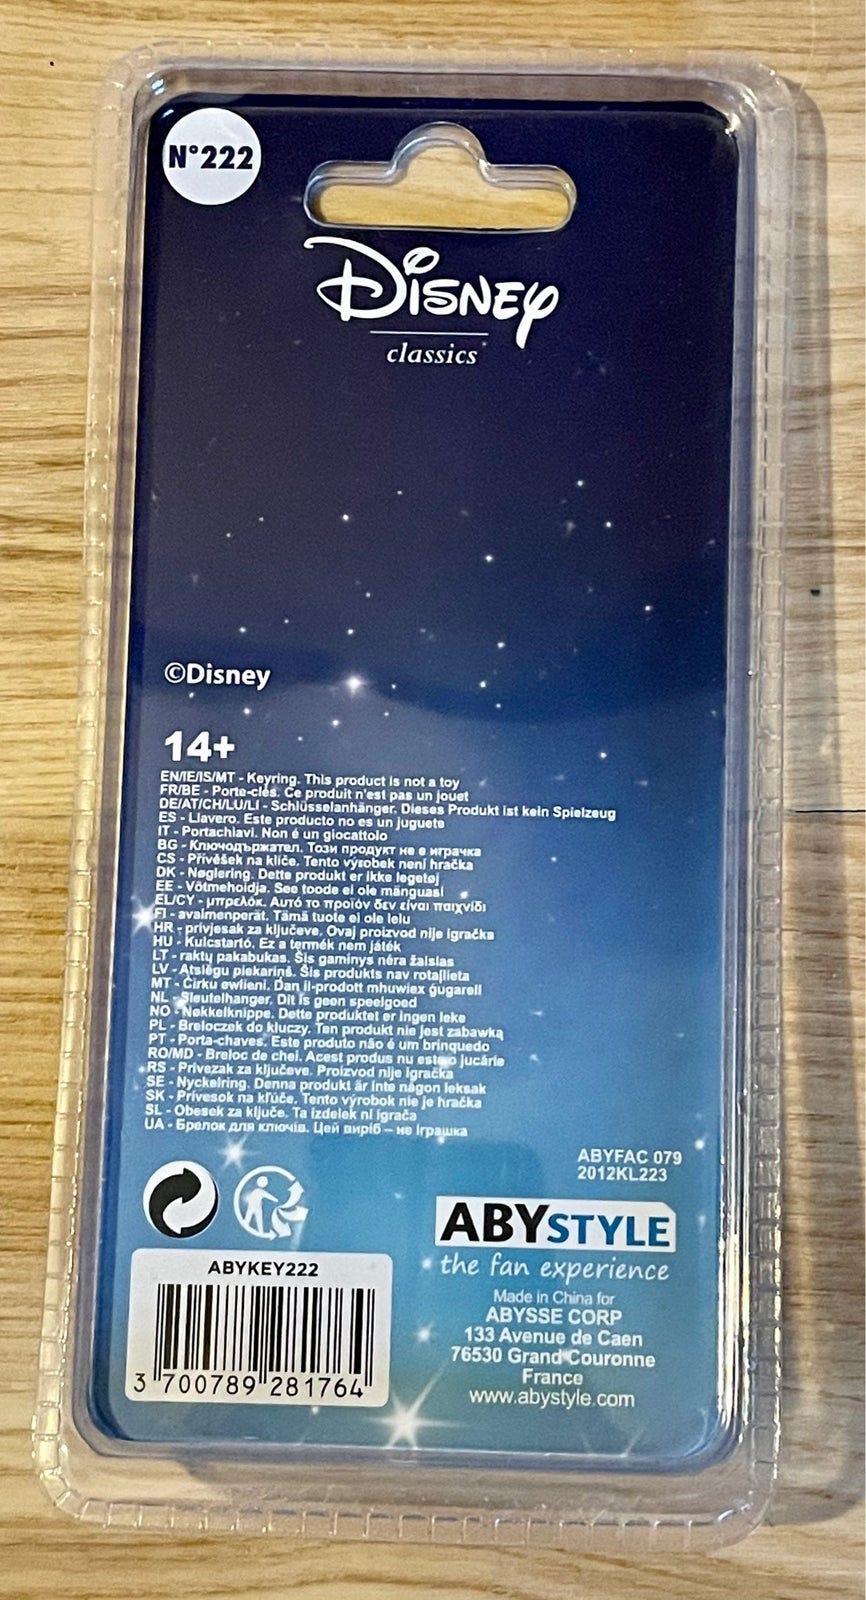 N°222
Disney
classics
©Disney
14+
EN/IE/IS/MT - Keyring. This product is not a toy
FR/BE - Porte-clés. Ce produit n'est pas un jouet
DE/AT/CH/LU/LI - Schlüsselanhänger. Dieses Produkt ist kein Spielzeug
ES - Llavero. Este producto no es un juguete
IT - Portachiavi. Non é un giocattolo
BG - Ключодържател. Този продукт не е играчка
CS - Přívěšek na klíče. Tento výrobek není hračka
DK - Nøglering. Dette produkt er ikke legetøj
EE - Võtmehoidja. See toode ei ole mänguasi
EL/CY - μπρελόκ. Αυτό το προϊόν δεν είναι παιχνίδι
FI - avaimenperät. Tämä tuote ei ole lelu
HR - privjesak za ključeve. Ovaj proizvod nije igračka
HU - Kulcstartó. Ez a termék nem játék
LT - raktų pakabukas. Šis gaminys nėra žaislas
LV - Atslēgu piekariņš. Šis produkts nav rotaļlieta
MT - Ċirku ewlieni. Dan il-prodott mhuwiex ġugarell
NL - Sleutelhanger. Dit is geen speelgoed
NO - Nøkkelknippe. Dette produktet er ingen leke
PL - Breloczek do kluczy. Ten produkt nie jest zabawką
PT - Porta-chaves. Este produto não é um brinquedo
RO/MD - Breloc de chei. Acest produs nu este o jucărie
RS - Privezak za ključeve. Proizvod nije igračka
SE - Nyckelring. Denna produkt är inte någon leksak
SK - Prívesok na kľúče. Tento výrobok nie je hračka
SL - Obesek za ključe. Ta izdelek ni igrača
UA - Брелок для ключів. Цей виріб – не іграшка
ABYFAC 079
2012KL223
ABYSTYLE
the fan experience
ABYKEY222
3 700789 281764
Made in China for
ABYSSE CORP
133 Avenue de Caen
76530 Grand Couronne
France
www.abystyle.com